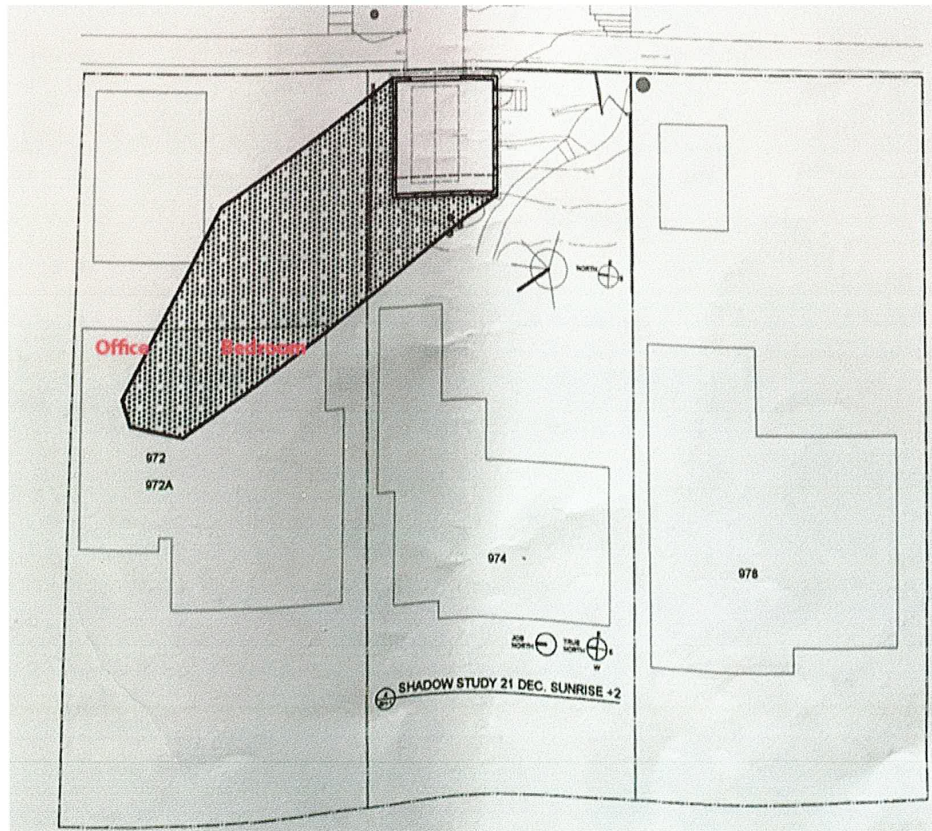 NORTH
Office
Bedroom
972
972A
974
978
JOB
NORTH
TRUE
NORTH
W
SHADOW STUDY 21 DEC. SUNRISE +2